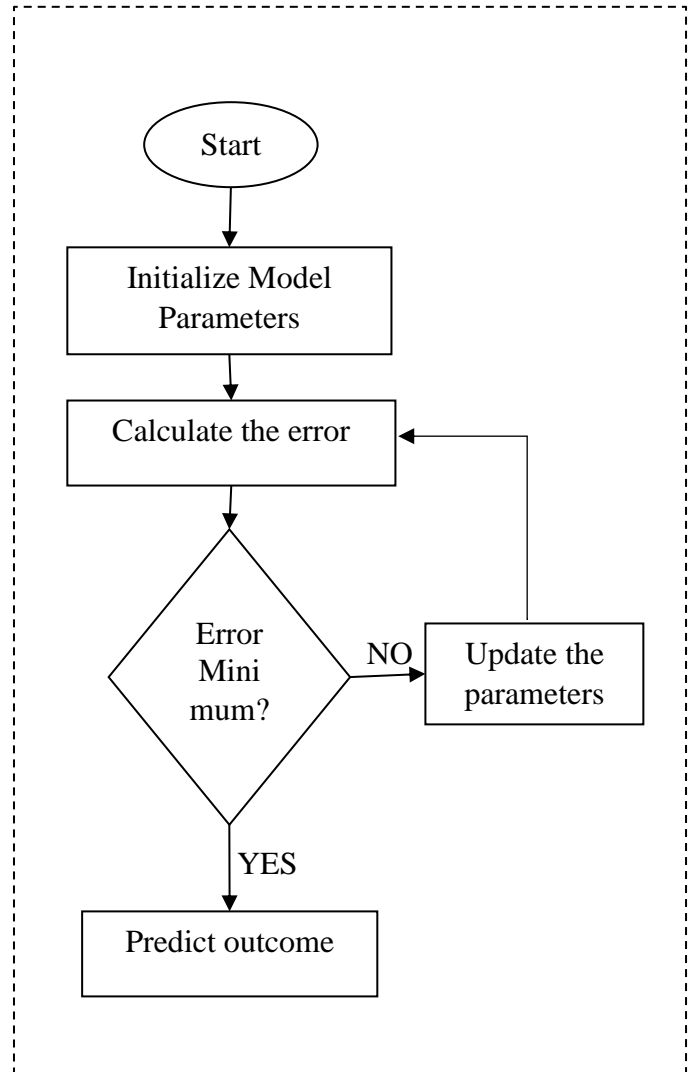 Start
Initialize Model
Parameters
Calculate the error
Error
Mini
mum?
NO
Update the
parameters
YES
Predict outcome